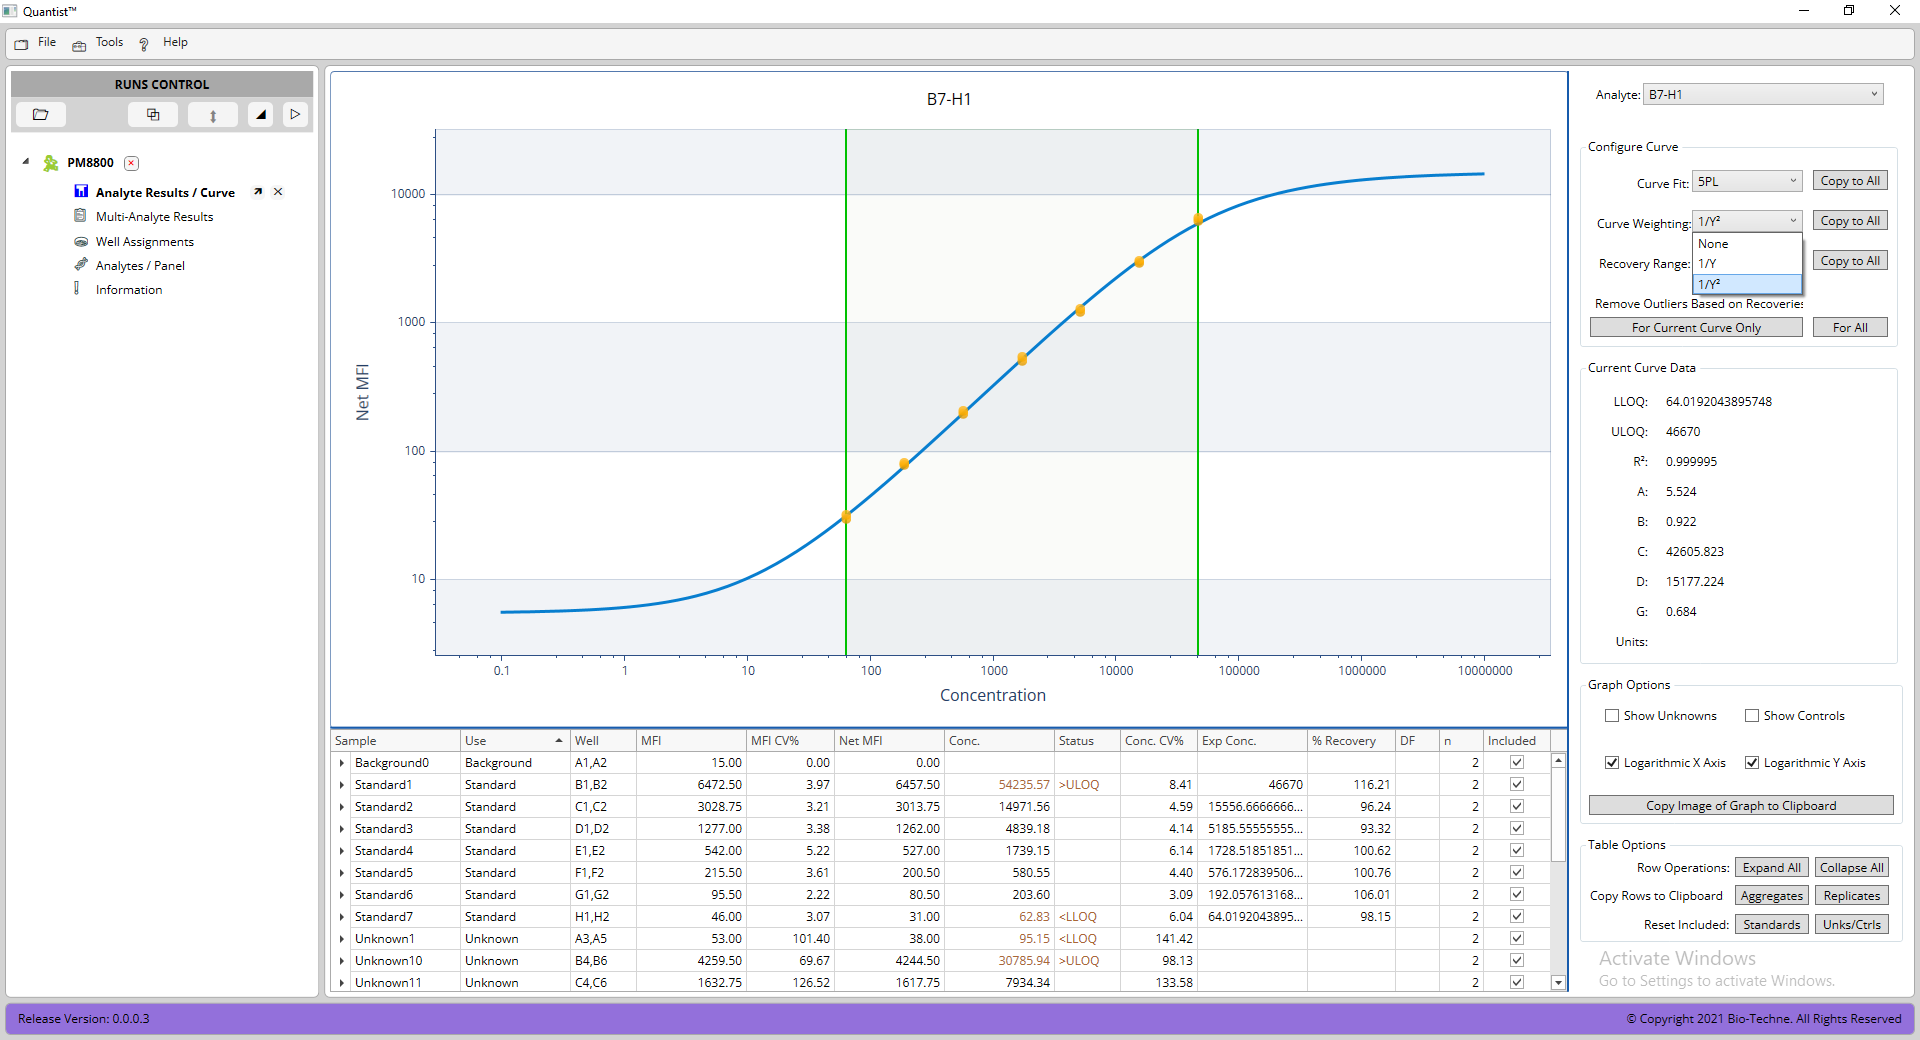 Quantist™
File Tools ? Help
RUNS CONTROL
PM8800
Analyte Results / Curve
Multi-Analyte Results
Well Assignments
Analytes / Panel
Information
B7-H1
Net MFI
10000
1000
100
10
0.1 1 10 100 1000 10000 100000 1000000 10000000
Concentration
Sample Use Well MFI MFI CV% Net MFI Conc. Status Conc. CV% Exp Conc. % Recovery DF n Included
Background0 Background A1,A2 15.00 0.00 0.00 2
Standard1 Standard B1,B2 6472.50 3.97 6457.50 54235.57 >ULOQ 8.41 46670 116.21 2
Standard2 Standard C1,C2 3028.75 3.21 3013.75 14971.56 4.59 15556.6666666... 96.24 2
Standard3 Standard D1,D2 1277.00 3.38 1262.00 4839.18 4.14 5185.55555555... 93.32 2
Standard4 Standard E1,E2 542.00 5.22 527.00 1739.15 6.14 1728.51851851... 100.62 2
Standard5 Standard F1,F2 215.50 3.61 200.50 580.55 4.40 576.172839506... 100.76 2
Standard6 Standard G1,G2 95.50 2.22 80.50 203.60 3.09 192.057613168... 106.01 2
Standard7 Standard H1,H2 46.00 3.07 31.00 62.83 <LLOQ 6.04 64.0192043895... 98.15 2
Unknown1 Unknown A3,A5 53.00 101.40 38.00 95.15 <LLOQ 141.42 2
Unknown10 Unknown B4,B6 4259.50 69.67 4244.50 30785.94 >ULOQ 98.13 2
Unknown11 Unknown C4,C6 1632.75 126.52 1617.75 7934.34 133.58 2
Analyte: B7-H1
Configure Curve
Curve Fit: 5PL Copy to All
Curve Weighting: 1/Y² Copy to All
None
1/Y
1/Y²
Recovery Range: Copy to All
Remove Outliers Based on Recoveries
For Current Curve Only For All
Current Curve Data
LLOQ: 64.0192043895748
ULOQ: 46670
R²: 0.999995
A: 5.524
B: 0.922
C: 42605.823
D: 15177.224
G: 0.684
Units:
Graph Options
Show Unknowns Show Controls
Logarithmic X Axis Logarithmic Y Axis
Copy Image of Graph to Clipboard
Table Options
Row Operations: Expand All Collapse All
Copy Rows to Clipboard Aggregates Replicates
Reset Included: Standards Unks/Ctrls
Activate Windows
Go to Settings to activate Windows.
Release Version: 0.0.0.3
© Copyright 2021 Bio-Techne. All Rights Reserved